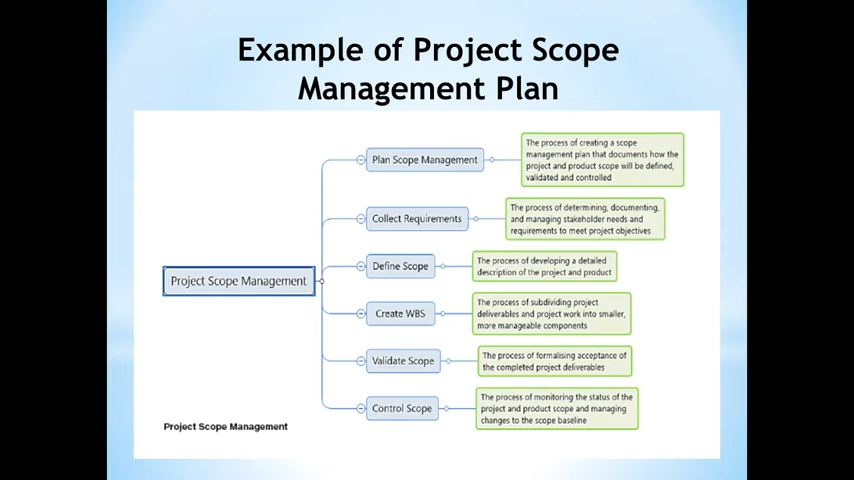 Example of Project Scope
Management Plan
Plan Scope Management
The process of creating a scope
management plan that documents how the
project and product scope will be defined,
validated and controlled
Collect Requirements
The process of determining, documenting,
and managing stakeholder needs and
requirements to meet project objectives
Define Scope
The process of developing a detailed
description of the project and product
Project Scope Management
Create WBS
The process of subdividing project
deliverables and project work into smaller,
more manageable components
Validate Scope
The process of formalising acceptance of
the completed project deliverables
Control Scope
The process of monitoring the status of the
project and product scope and managing
changes to the scope baseline
Project Scope Management